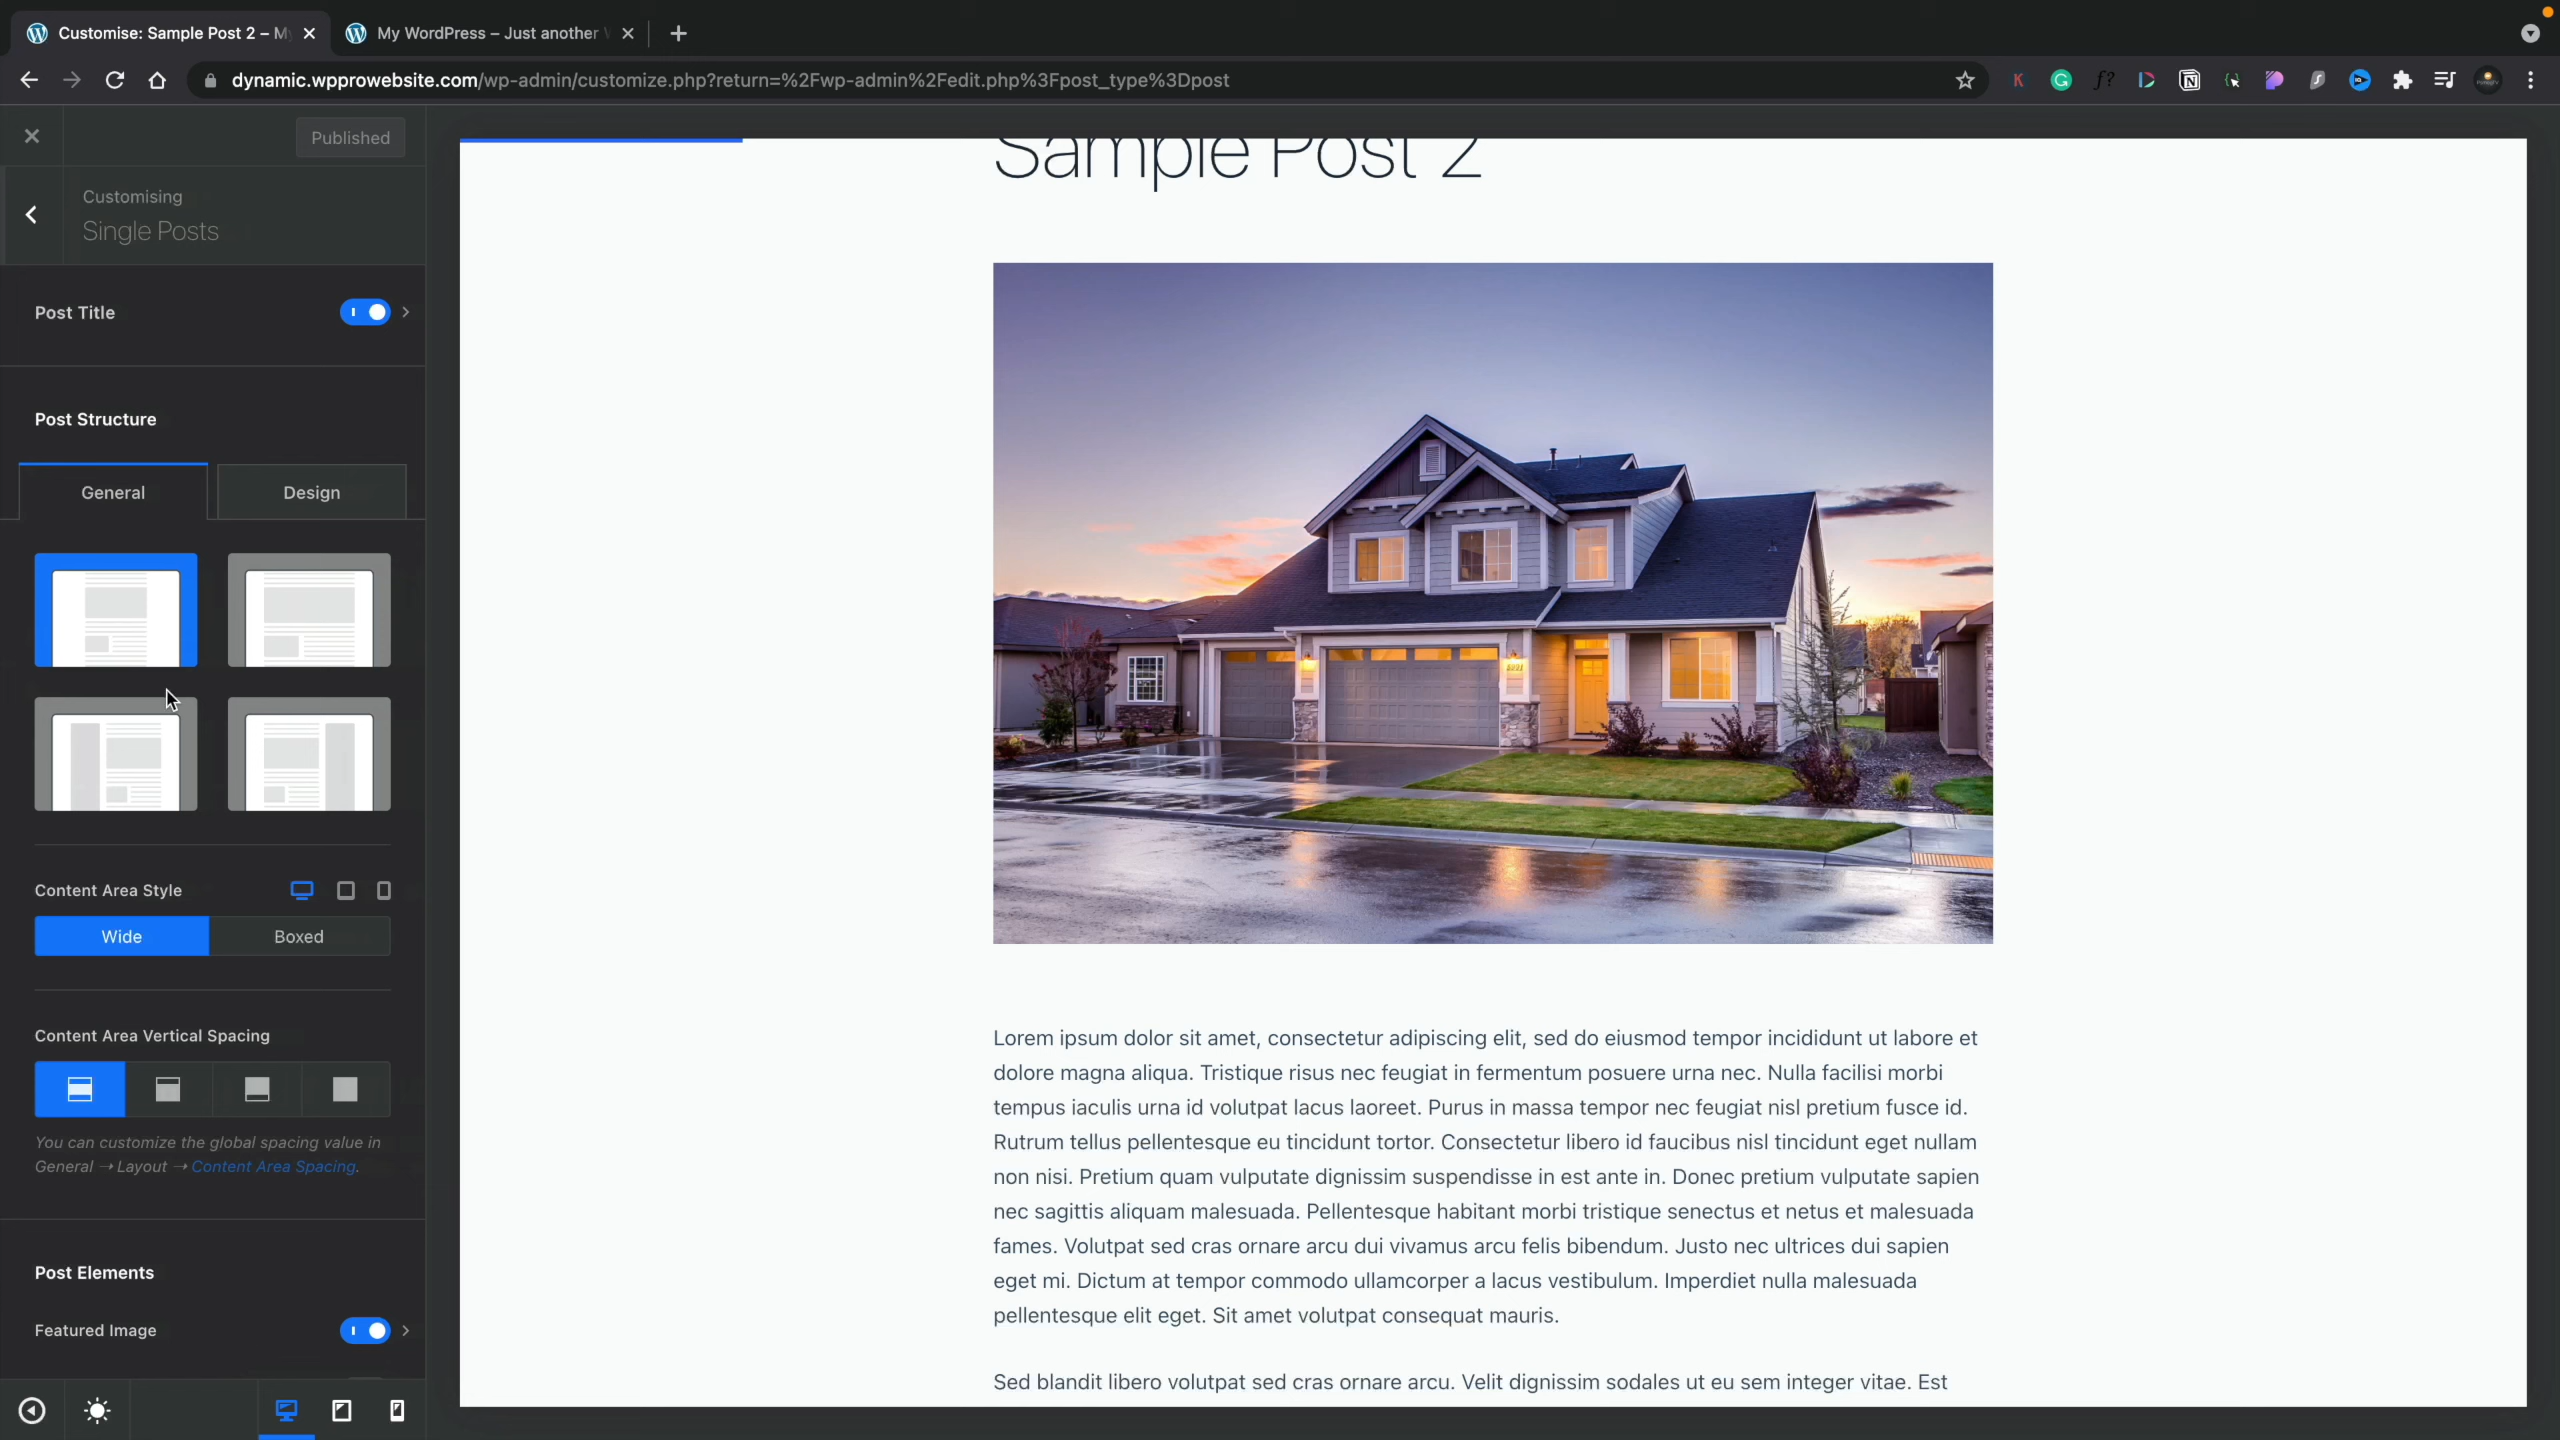 Customise: Sample Post 2 – My
My WordPress – Just another
dynamic.wpprowebsite.com/wp-admin/customize.php?return=%2Fwp-admin%2Fedit.php%3Fpost_type%3Dpost
Published
Customising
Single Posts
Post Title
Post Structure
General
Design
Content Area Style
Wide
Boxed
Content Area Vertical Spacing
You can customize the global spacing value in
General → Layout → Content Area Spacing.
Post Elements
Featured Image
Sample Post 2
Lorem ipsum dolor sit amet, consectetur adipiscing elit, sed do eiusmod tempor incididunt ut labore et
dolore magna aliqua. Tristique risus nec feugiat in fermentum posuere urna nec. Nulla facilisi morbi
tempus iaculis urna id volutpat lacus laoreet. Purus in massa tempor nec feugiat nisl pretium fusce id.
Rutrum tellus pellentesque eu tincidunt tortor. Consectetur libero id faucibus nisl tincidunt eget nullam
non nisi. Pretium quam vulputate dignissim suspendisse in est ante in. Donec pretium vulputate sapien
nec sagittis aliquam malesuada. Pellentesque habitant morbi tristique senectus et netus et malesuada
fames. Volutpat sed cras ornare arcu dui vivamus arcu felis bibendum. Justo nec ultrices dui sapien
eget mi. Dictum at tempor commodo ullamcorper a lacus vestibulum. Imperdiet nulla malesuada
pellentesque elit eget. Sit amet volutpat consequat mauris.
Sed blandit libero volutpat sed cras ornare arcu. Velit dignissim sodales ut eu sem integer vitae. Est